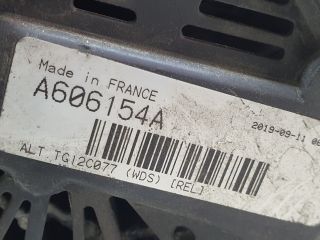 Made in FRANCE
A606154A
2019-09-11
ALT TG12C077 (WDS) [REL]